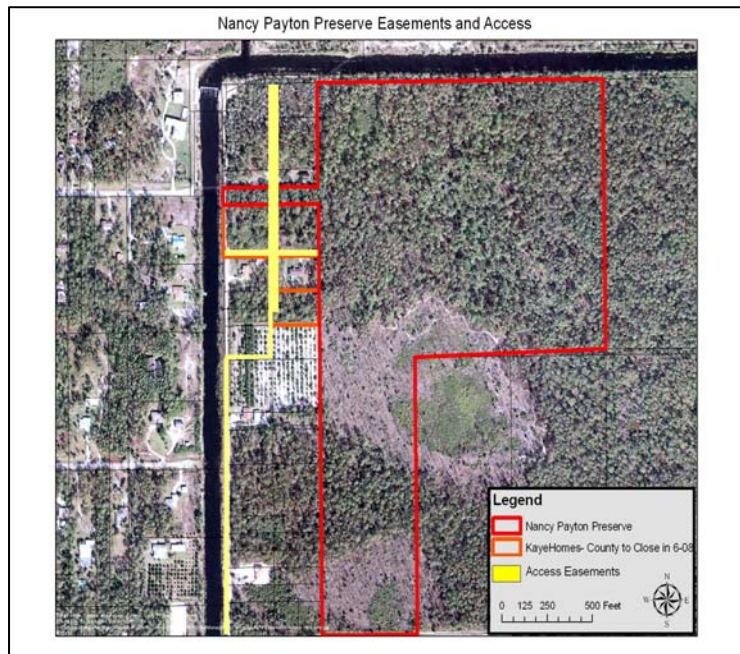 Nancy Payton Preserve Easements and Access
Legend
Nancy Payton Preserve
KayeHomes- County to Close in 6-08
Access Easements
N
W E
S
0 125 250 500 Feet